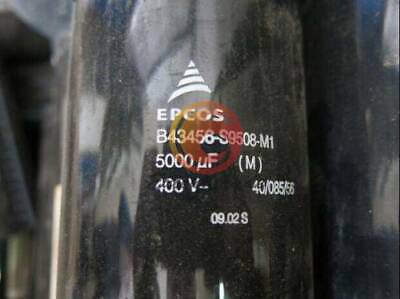 EPCOS
B43456-S9508-M1
5000 µF (M)
400 V– 40/085/56
09.02 S